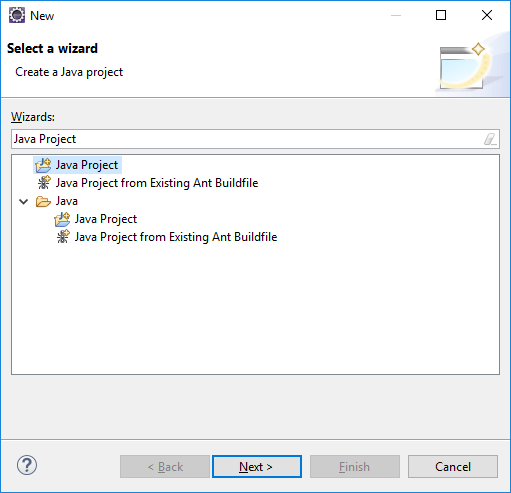 New
Select a wizard
Create a Java project
Wizards:
Java Project
Java Project
Java Project from Existing Ant Buildfile
Java
Java Project
Java Project from Existing Ant Buildfile
? < Back Next > Finish Cancel